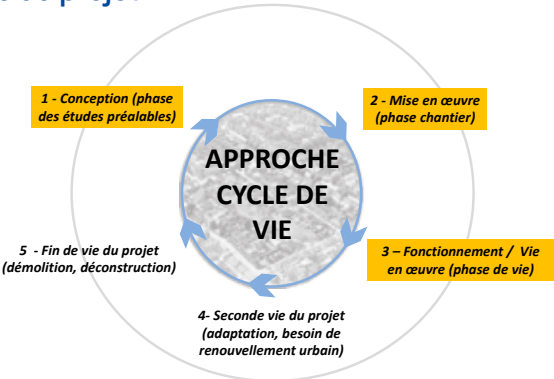 1 - Conception (phase
des études préalables)
2 - Mise en œuvre
(phase chantier)
APPROCHE
CYCLE DE
VIE
3 – Fonctionnement / Vie
en œuvre (phase de vie)
4- Seconde vie du projet
(adaptation, besoin de
renouvellement urbain)
5 - Fin de vie du projet
(démolition, déconstruction)